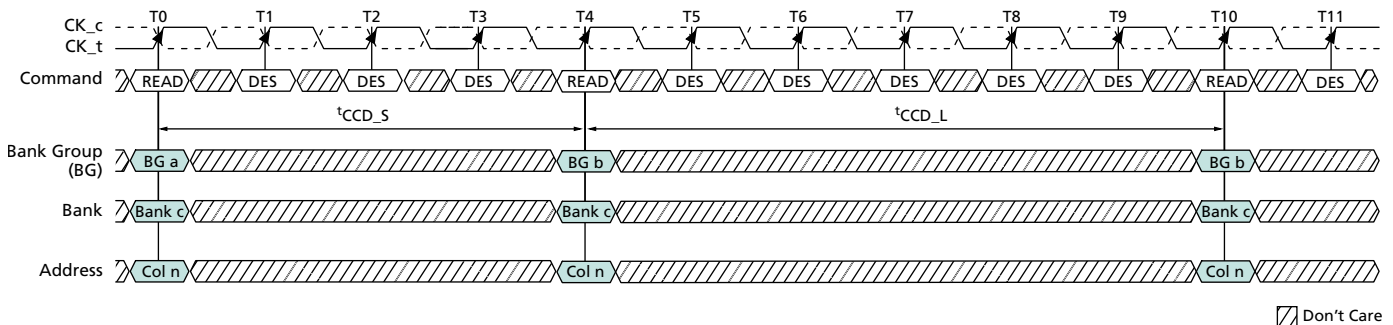 T0 T1 T2 T3 T4 T5 T6 T7 T8 T9 T10 T11
CK_c
CK_t
Command READ DES DES DES READ DES DES DES DES DES READ DES
tCCD_S tCCD_L
Bank Group
(BG) BG a BG b BG b
Bank Bank c Bank c Bank c
Address Col n Col n Col n
Don't Care